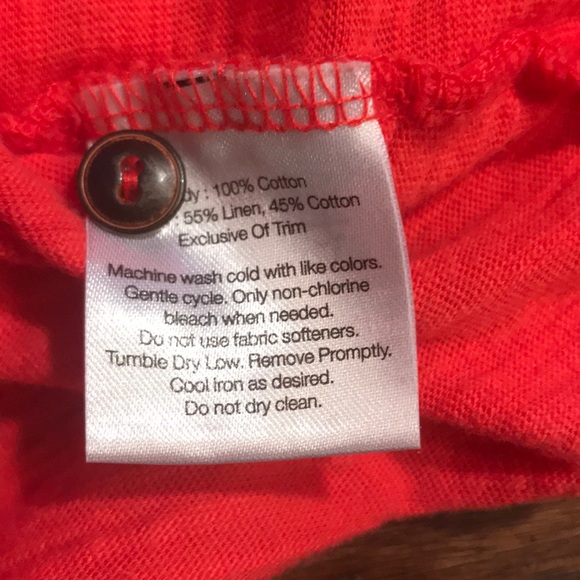 dy : 100% Cotton
: 55% Linen, 45% Cotton
Exclusive Of Trim
Machine wash cold with like colors.
Gentle cycle. Only non-chlorine
bleach when needed.
Do not use fabric softeners.
Tumble Dry Low. Remove Promptly.
Cool Iron as desired.
Do not dry clean.